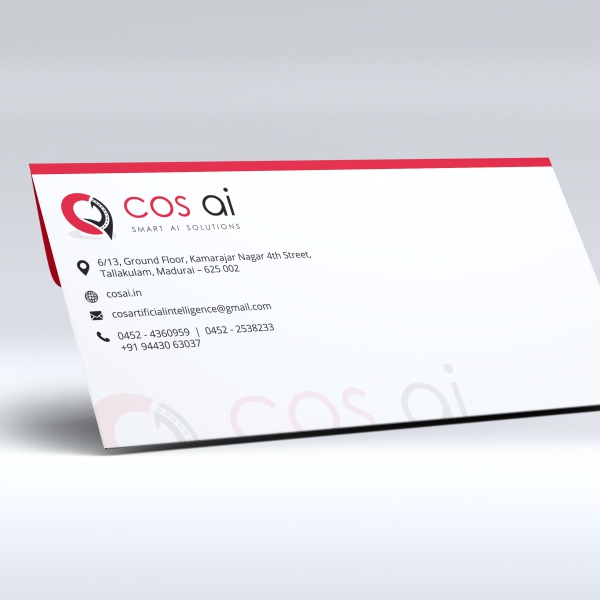 cos ai
SMART AI SOLUTIONS
6/13, Ground Floor, Kamarajar Nagar 4th Street,
Tallakulam, Madurai – 625 002
cosai.in
cosartificialintelligence@gmail.com
0452 - 4360959 | 0452 - 2538233
+91 94430 63037
cos ai